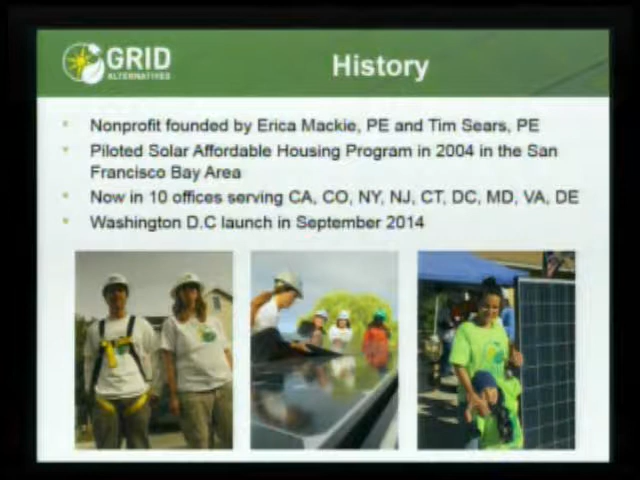 GRID
ALTERNATIVES
History
Nonprofit founded by Erica Mackie, PE and Tim Sears, PE
Piloted Solar Affordable Housing Program in 2004 in the San
Francisco Bay Area
Now in 10 offices serving CA, CO, NY, NJ, CT, DC, MD, VA, DE
Washington D.C launch in September 2014